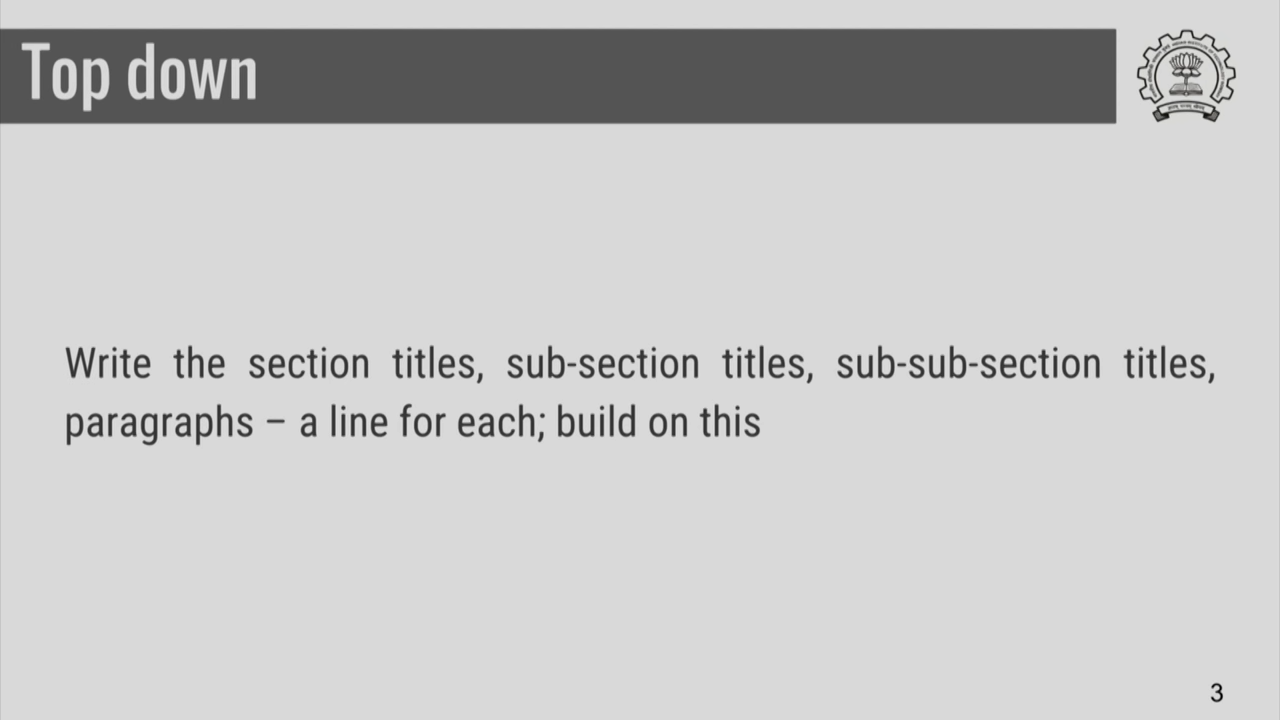 Top down
Write the section titles, sub-section titles, sub-sub-section titles,
paragraphs – a line for each; build on this
3